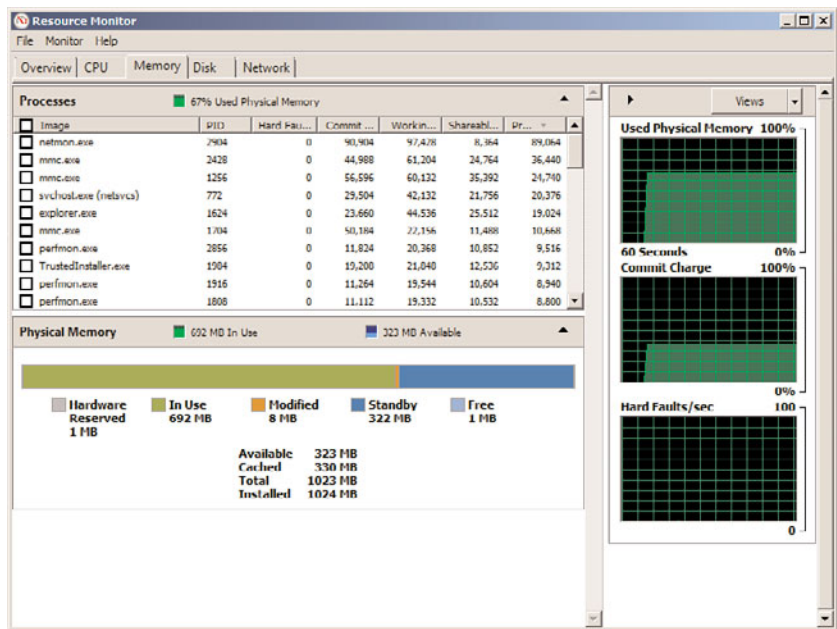 Resource Monitor
File Monitor Help
Overview CPU Memory Disk Network
Processes 67% Used Physical Memory
Image PID Hard Fau... Commit ... Workin... Shareabl... Pr...
netmon.exe 2904 0 90,904 97,428 8,364 89,064
mmc.exe 2428 0 44,988 61,204 24,764 36,440
mmc.exe 1256 0 56,596 60,132 35,392 24,740
svchost.exe (netsvcs) 772 0 29,504 42,132 21,756 20,376
explorer.exe 1624 0 23,660 44,536 25,512 19,024
mmc.exe 1704 0 50,184 22,156 11,488 10,668
perfmon.exe 2856 0 11,824 20,368 10,852 9,516
TrustedInstaller.exe 1984 0 19,200 21,848 12,536 9,312
perfmon.exe 1916 0 11,264 19,544 10,604 8,940
perfmon.exe 1808 0 11,112 19,332 10,532 8,800
Physical Memory 692 MB In Use 323 MB Available
Hardware Reserved In Use Modified Standby Free
1 MB 692 MB 8 MB 322 MB 1 MB
Available 323 MB
Cached 330 MB
Total 1023 MB
Installed 1024 MB
Views
Used Physical Memory 100%
60 Seconds 0%
Commit Charge 100%
0%
Hard Faults/sec 100
0